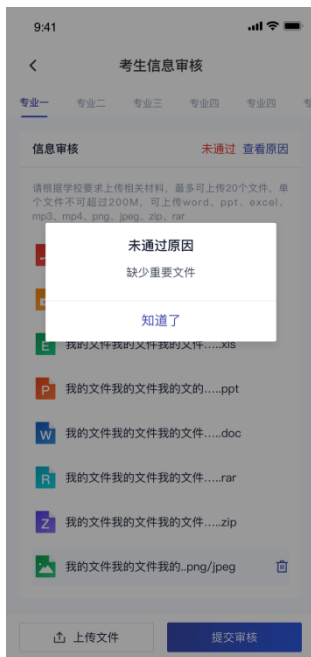 9:41
考生信息审核
专业一 专业二 专业三 专业四 专业四 专
信息审核 未通过 查看原因
请根据学校要求上传相关材料，最多可上传20个文件，单
个文件不可超过200M，可上传word、ppt、excel、
mp3、mp4、png、jpeg、zip、rar
未通过原因
缺少重要文件
知道了
E 我的文件我的文件我的文件.....xls
P 我的文件我的文件我的文的.....ppt
W 我的文件我的文件我的文件.....doc
R 我的文件我的文件我的文件.....rar
Z 我的文件我的文件我的文件.....zip
我的文件我的文件我的..png/jpeg
上传文件 提交审核